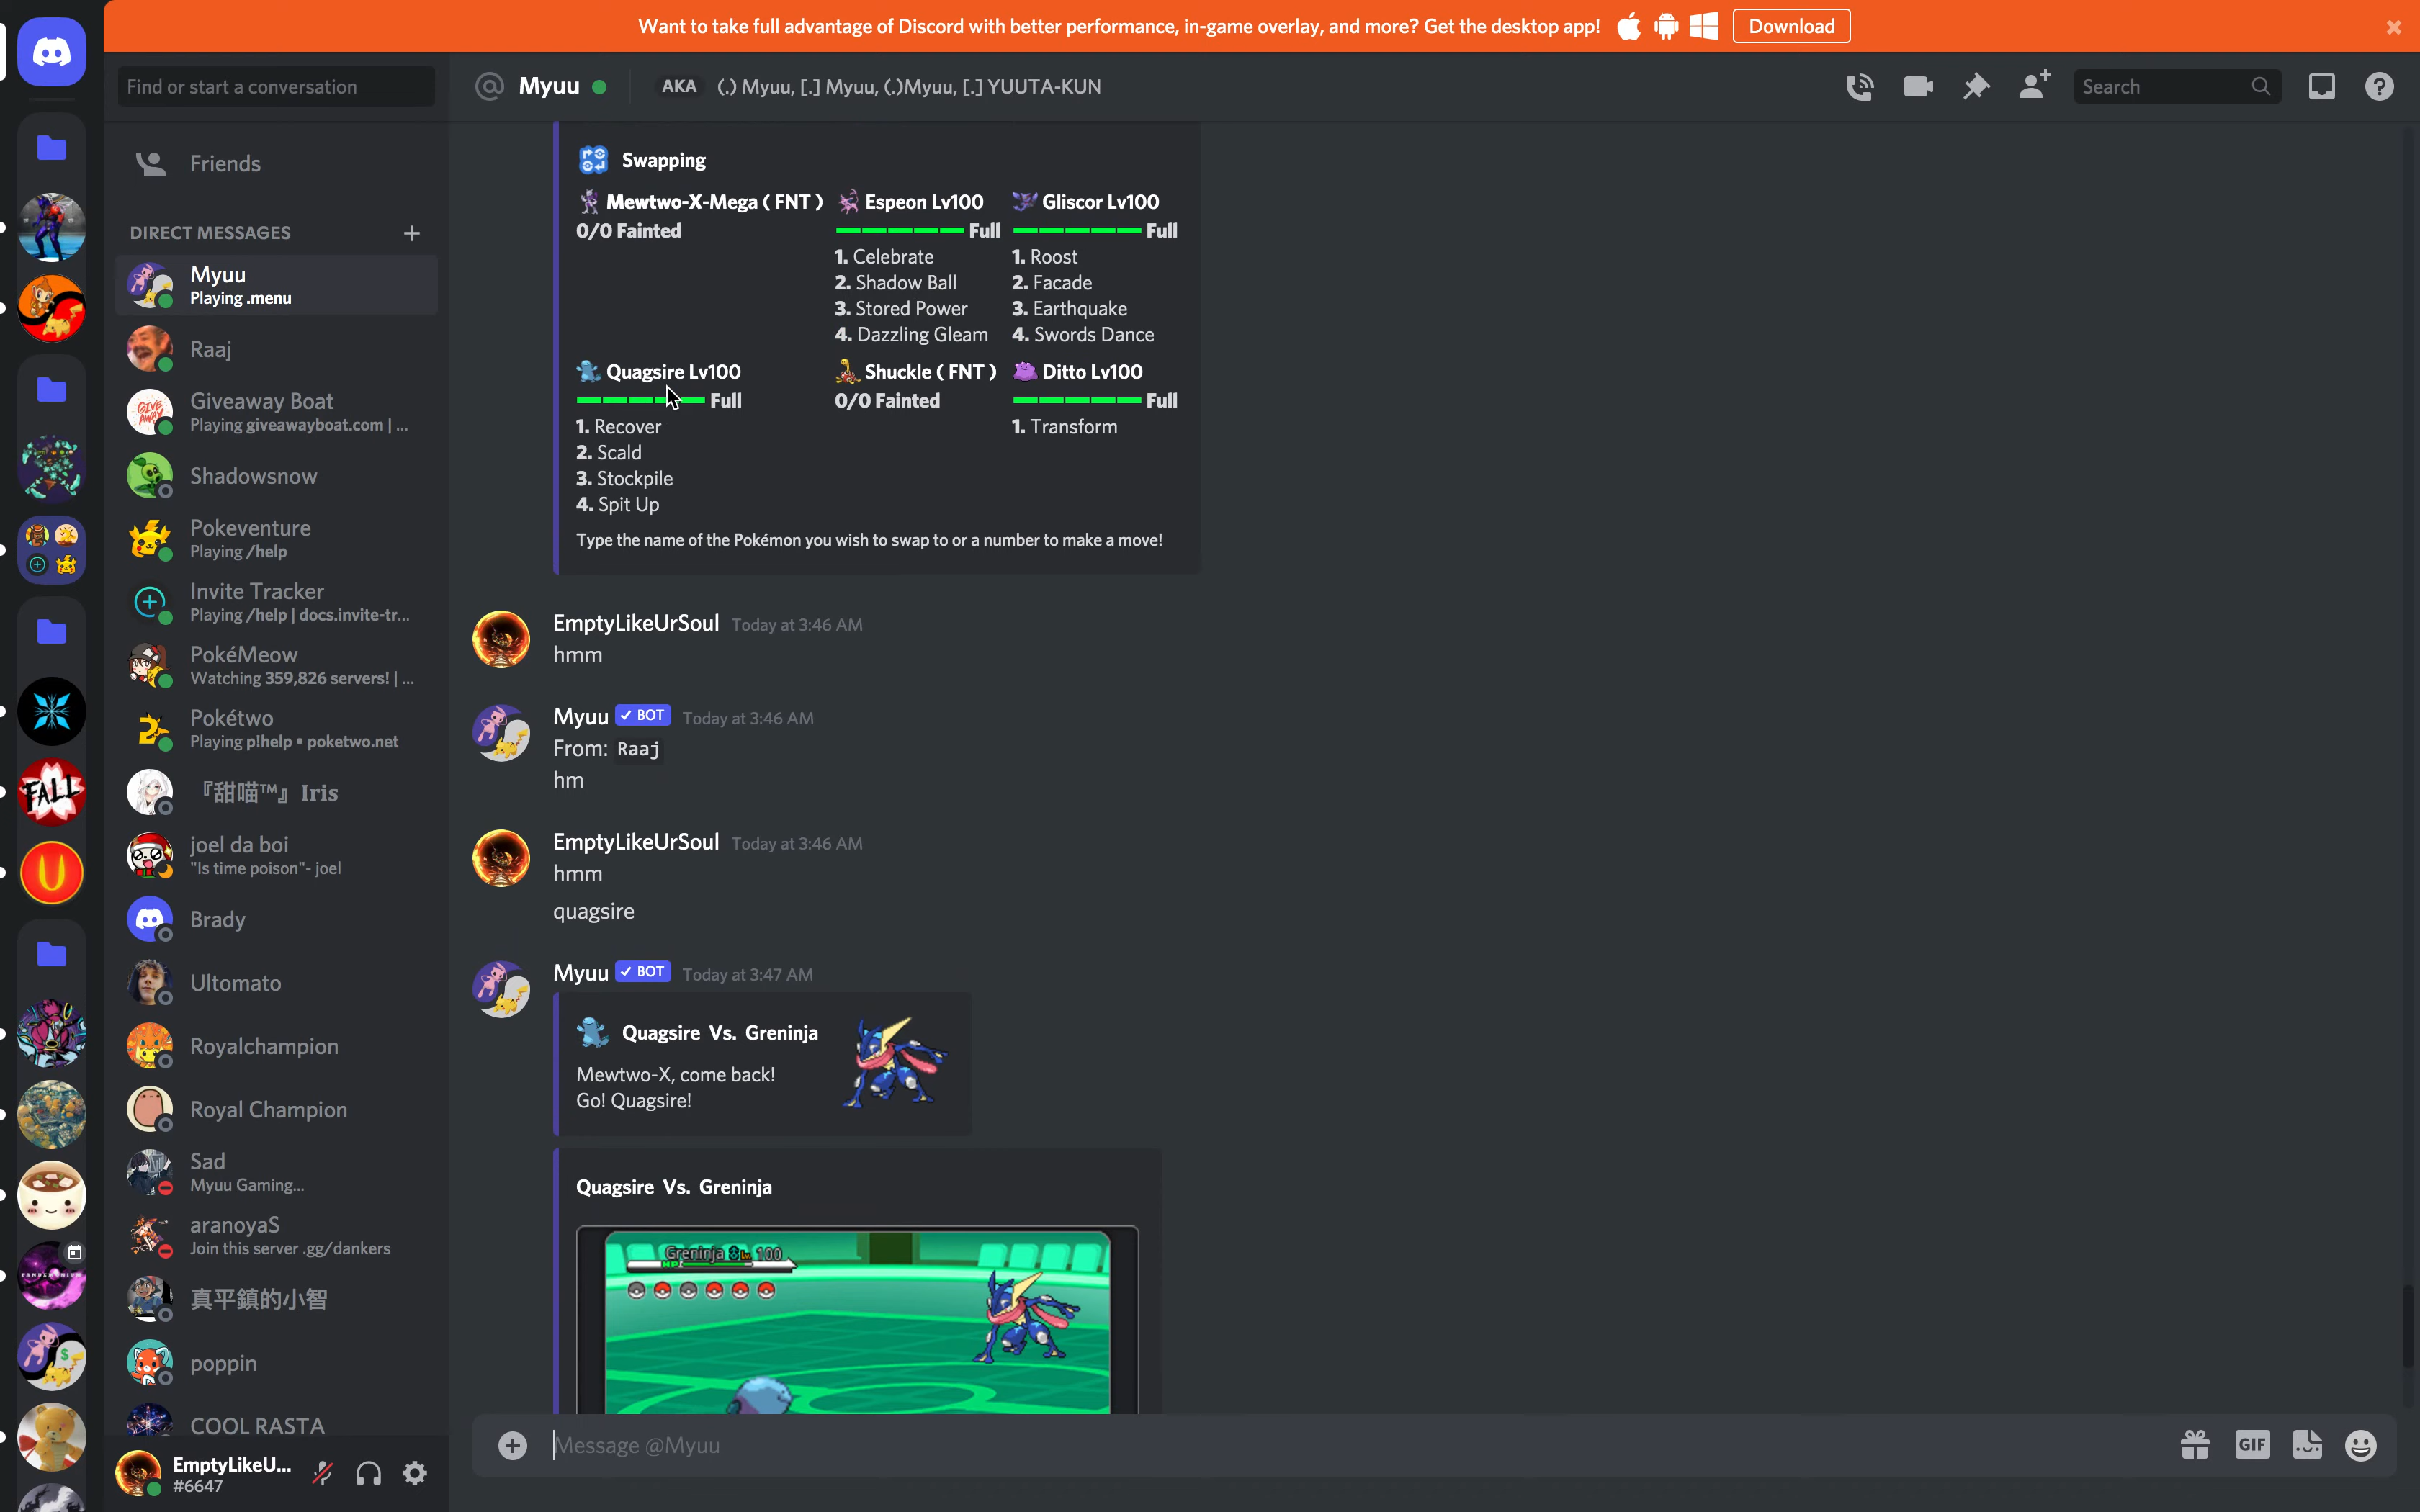 Want to take full advantage of Discord with better performance, in-game overlay, and more? Get the desktop app! Download
Find or start a conversation
Myuu AKA (.) Myuu, [.] Myuu, (.)Myuu, [.] YUUTA-KUN
Search
Friends
DIRECT MESSAGES
Myuu
Playing .menu
Raaj
Giveaway Boat
Playing giveawayboat.com | ...
Shadowsnow
Pokeventure
Playing /help
Invite Tracker
Playing /help | docs.invite-tr...
PokéMeow
Watching 359,826 servers! | ...
Pokétwo
Playing p!help • poketwo.net
『甜喵™』Iris
joel da boi
"Is time poison"- joel
Brady
Ultomato
Royalchampion
Royal Champion
Sad
Myuu Gaming...
aranoyaS
Join this server .gg/dankers
真平鎮的小智
poppin
COOL RASTA
EmptyLikeU...
#6647
FALL
U
Swapping
Mewtwo-X-Mega ( FNT ) Espeon Lv100 Gliscor Lv100
0/0 Fainted Full Full
1. Celebrate 1. Roost
2. Shadow Ball 2. Facade
3. Stored Power 3. Earthquake
4. Dazzling Gleam 4. Swords Dance
Quagsire Lv100 Shuckle ( FNT ) Ditto Lv100
Full 0/0 Fainted Full
1. Recover 1. Transform
2. Scald
3. Stockpile
4. Spit Up
Type the name of the Pokémon you wish to swap to or a number to make a move!
EmptyLikeUrSoul Today at 3:46 AM
hmm
Myuu BOT Today at 3:46 AM
From: Raaj
hm
EmptyLikeUrSoul Today at 3:46 AM
hmm
quagsire
Myuu BOT Today at 3:47 AM
Quagsire Vs. Greninja
Mewtwo-X, come back!
Go! Quagsire!
Quagsire Vs. Greninja
Greninja Lv. 100
HP
Message @Myuu
GIF